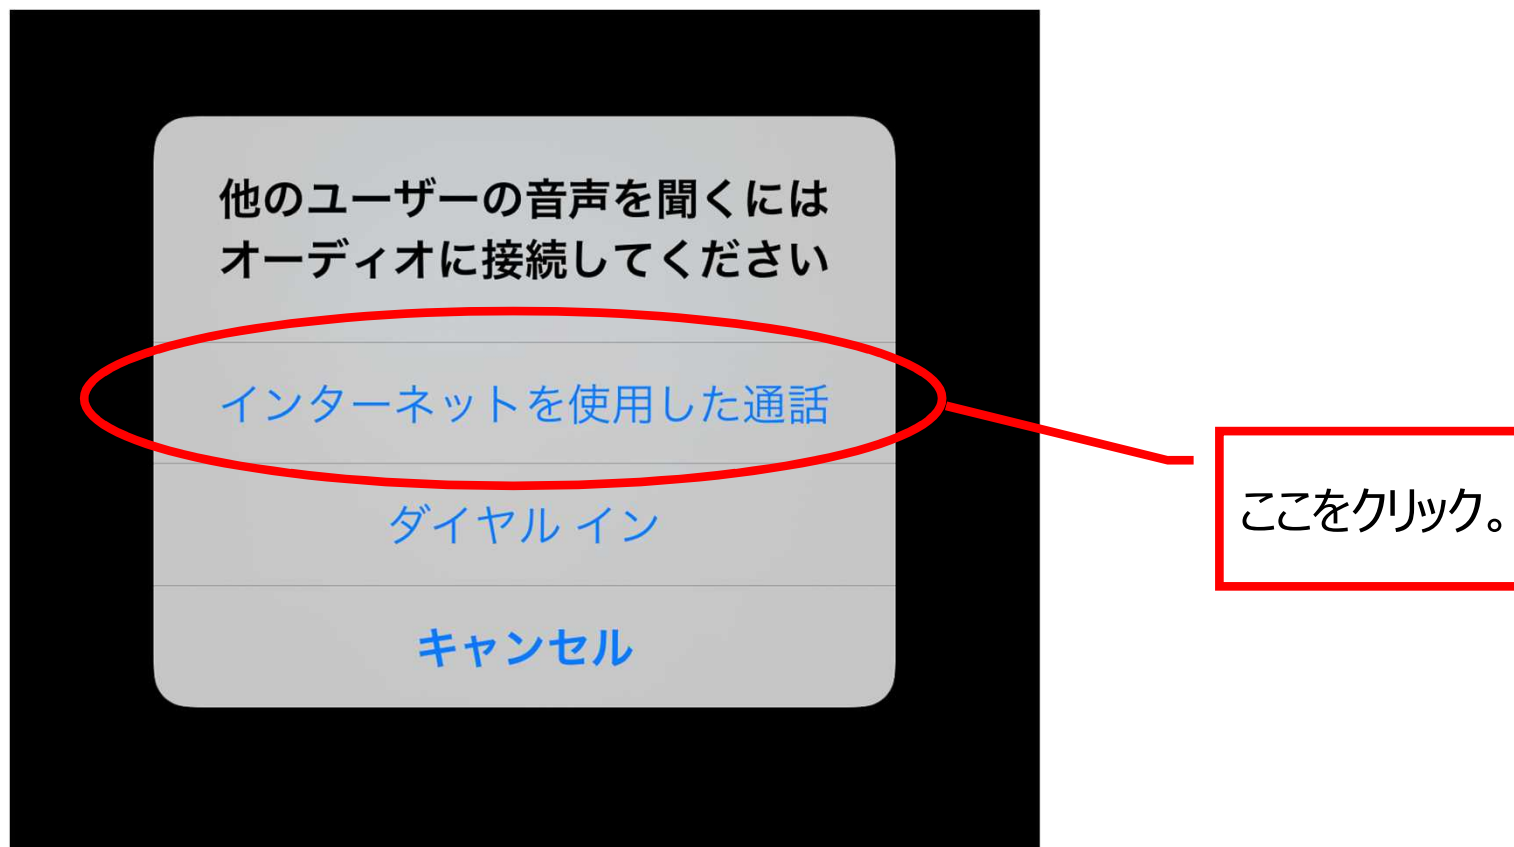 他のユーザーの音声を聞くには
オーディオに接続してください
インターネットを使用した通話
ダイヤル イン
キャンセル
ここをクリック。